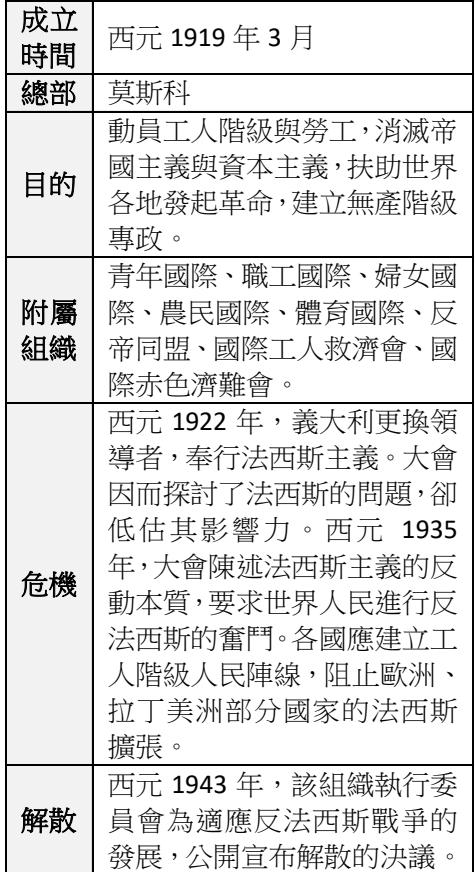 成立
時間
西元 1919 年 3 月
總部
莫斯科
目的
動員工人階級與勞工，消滅帝
國主義與資本主義，扶助世界
各地發起革命，建立無產階級
專政。
附屬
組織
青年國際、職工國際、婦女國
際、農民國際、體育國際、反
帝同盟、國際工人救濟會、國
際赤色濟難會。
危機
西元 1922 年，義大利更換領
導者，奉行法西斯主義。大會
因而探討了法西斯的問題，卻
低估其影響力。西元 1935
年，大會陳述法西斯主義的反
動本質，要求世界人民進行反
法西斯的奮鬥。各國應建立工
人階級人民陣線，阻止歐洲、
拉丁美洲部分國家的法西斯
擴張。
解散
西元 1943 年，該組織執行委
員會為適應反法西斯戰爭的
發展，公開宣布解散的決議。